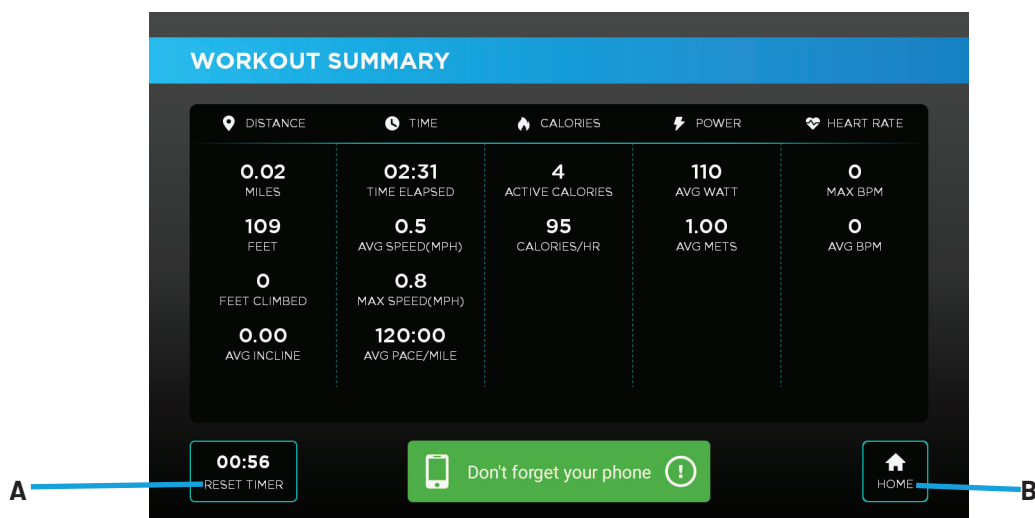 WORKOUT SUMMARY
DISTANCE
TIME
CALORIES
POWER
HEART RATE
0.02
MILES
109
FEET
0
FEET CLIMBED
0.00
AVG INCLINE
02:31
TIME ELAPSED
0.5
AVG SPEED(MPH)
0.8
MAX SPEED(MPH)
120:00
AVG PACE/MILE
4
ACTIVE CALORIES
95
CALORIES/HR
110
AVG WATT
1.00
AVG METS
0
MAX BPM
0
AVG BPM
A
00:56
RESET TIMER
Don't forget your phone
!
HOME
B